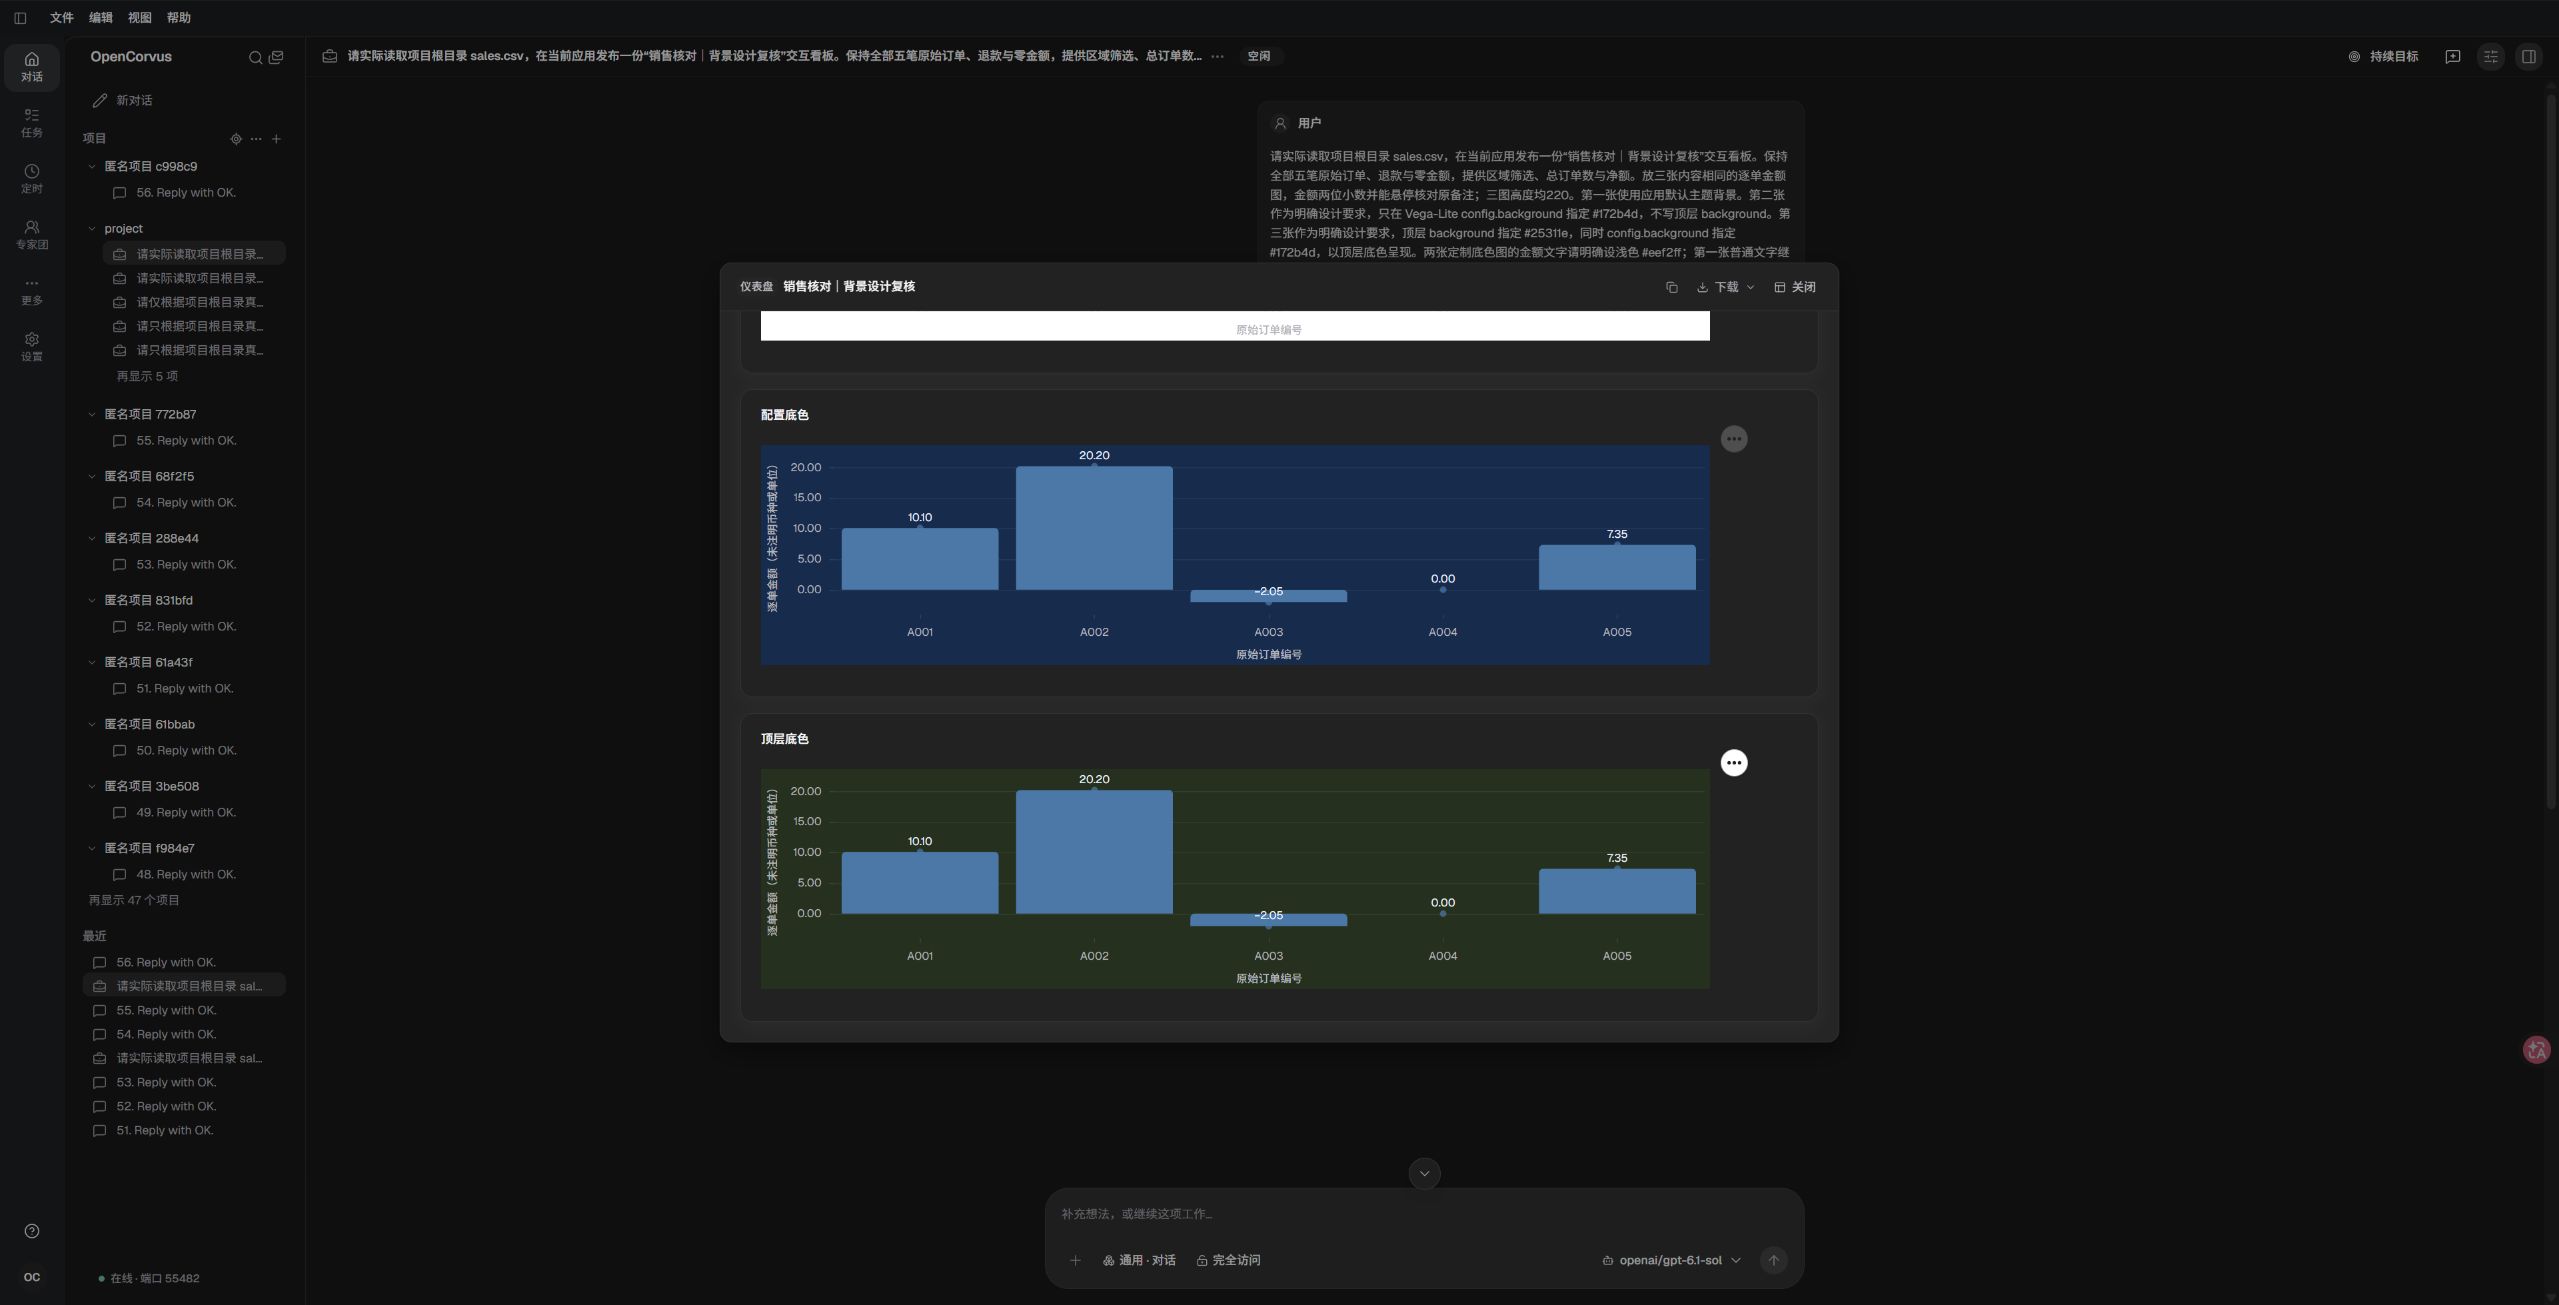 文件 编辑 视图 帮助
对话
任务
定时
专家团
更多
设置
OC
OpenCorvus
新对话
项目
匿名项目 c998c9
56. Reply with OK.
project
请实际读取项目根目录...
请实际读取项目根目录...
请仅根据项目根目录真...
请只根据项目根目录真...
请只根据项目根目录真...
再显示 5 项
匿名项目 772b87
55. Reply with OK.
匿名项目 68f2f5
54. Reply with OK.
匿名项目 288e44
53. Reply with OK.
匿名项目 831bfd
52. Reply with OK.
匿名项目 61a43f
51. Reply with OK.
匿名项目 61bbab
50. Reply with OK.
匿名项目 3be508
49. Reply with OK.
匿名项目 f984e7
48. Reply with OK.
再显示 47 个项目
最近
56. Reply with OK.
请实际读取项目根目录 sal...
55. Reply with OK.
54. Reply with OK.
请实际读取项目根目录 sal...
53. Reply with OK.
52. Reply with OK.
51. Reply with OK.
在线 · 端口 55482
请实际读取项目根目录 sales.csv，在当前应用发布一份“销售核对｜背景设计复核”交互看板。保持全部五笔原始订单、退款与零金额，提供区域筛选、总订单数... 空闲
持续目标
用户
请实际读取项目根目录 sales.csv，在当前应用发布一份“销售核对｜背景设计复核”交互看板。保持
全部五笔原始订单、退款与零金额，提供区域筛选、总订单数与净额。放三张内容相同的逐单金额
图，金额两位小数并能悬停核对原备注；三图高度均220。第一张使用应用默认主题背景。第二张
作为明确设计要求，只在 Vega-Lite config.background 指定 #172b4d，不写顶层 background。第
三张作为明确设计要求，顶层 background 指定 #25311e，同时 config.background 指定
#172b4d，以顶层底色呈现。两张定制底色图的金额文字请明确设浅色 #eef2ff；第一张普通文字继
仪表盘 销售核对｜背景设计复核
下载 关闭
原始订单编号
配置底色
逐单金额（未注明币种或单位）
20.00
15.00
10.00
5.00
0.00
10.10
20.20
-2.05
0.00
7.35
A001 A002 A003 A004 A005
原始订单编号
顶层底色
逐单金额（未注明币种或单位）
20.00
15.00
10.00
5.00
0.00
10.10
20.20
-2.05
0.00
7.35
A001 A002 A003 A004 A005
原始订单编号
补充想法，或继续这项工作...
通用 · 对话 完全访问 openai/gpt-6.1-sol